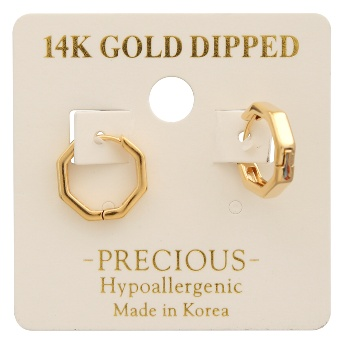 14K GOLD DIPPED
-PRECIOUS-
Hypoallergenic
Made in Korea